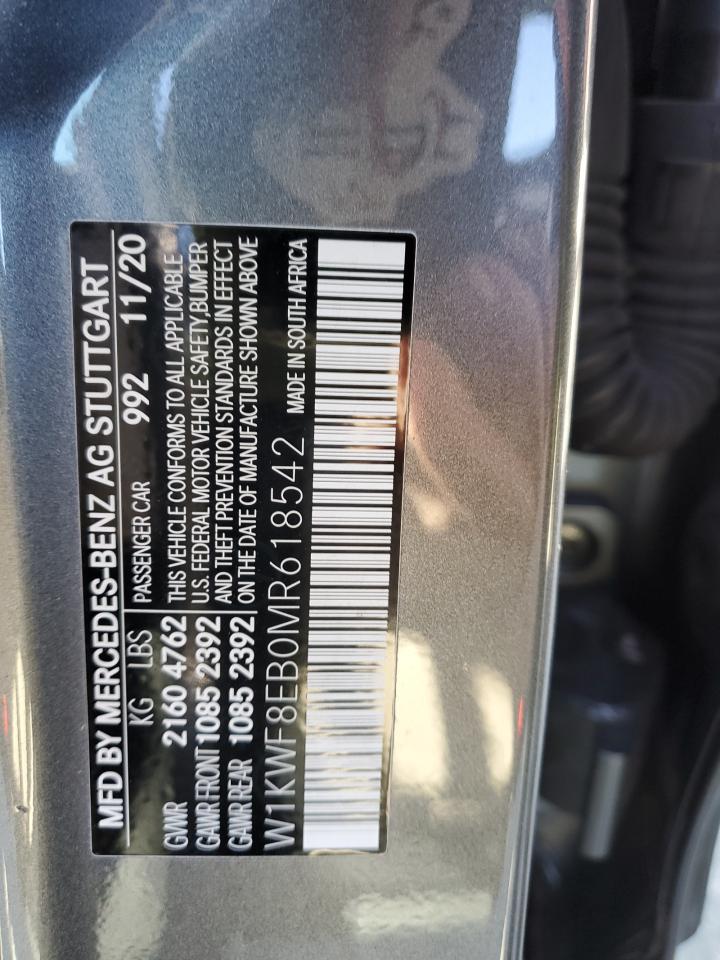 MFD BY MERCEDES-BENZ AG STUTTGART
KG LBS PASSENGER CAR 992 11/20
GVWR 2160 4762 THIS VEHICLE CONFORMS TO ALL APPLICABLE
GAWR FRONT 1085 2392 U.S. FEDERAL MOTOR VEHICLE SAFETY,BUMPER
AND THEFT PREVENTION STANDARDS IN EFFECT
GAWR REAR 1085 2392 ON THE DATE OF MANUFACTURE SHOWN ABOVE
W1KWF8EB0MR618542 MADE IN SOUTH AFRICA